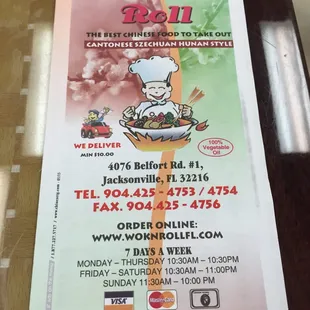 Roll
THE BEST CHINESE FOOD TO TAKE OUT
CANTONESE SZECHUAN HUNAN STYLE
WE DELIVER
MIN $10.00
100%
Vegetable
Oil
4076 Belfort Rd. #1,
Jacksonville, Fl. 32216
TEL. 904.425 - 4753 / 4754
FAX. 904.425 - 4756
ORDER ONLINE:
WWW.WOKNROLLFL.COM
7 DAYS A WEEK
MONDAY – THURSDAY 10:30AM – 10:30PM
FRIDAY – SATURDAY 10:30AM – 11:00PM
SUNDAY 11:30AM – 10:00 PM
VISA
MasterCard